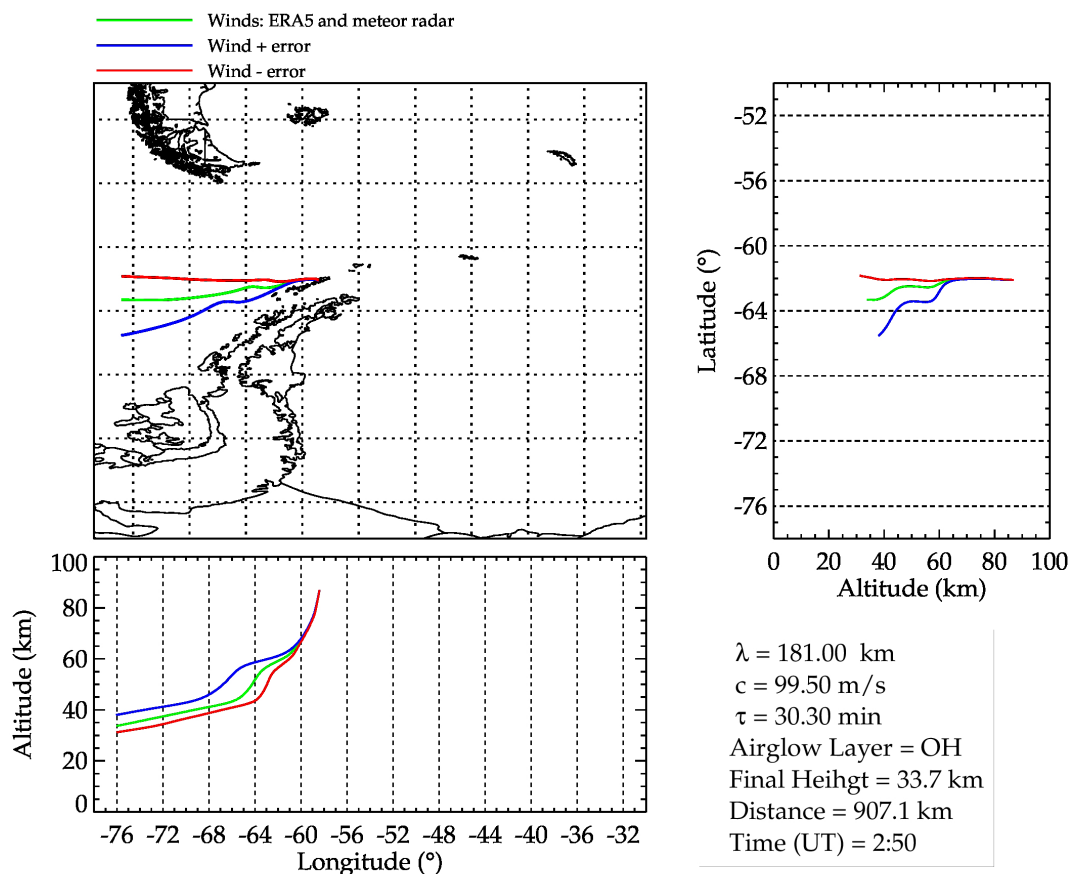 Winds: ERA5 and meteor radar
Wind + error
Wind - error
-52
-56
-60
-64
-68
-72
-76
Latitude (°)
0 20 40 60 80 100
Altitude (km)
100
80
60
40
20
0
Altitude (km)
-76 -72 -68 -64 -60 -56 -52 -48 -44 -40 -36 -32
Longitude (°)
λ = 181.00 km
c = 99.50 m/s
τ = 30.30 min
Airglow Layer = OH
Final Heihgt = 33.7 km
Distance = 907.1 km
Time (UT) = 2:50